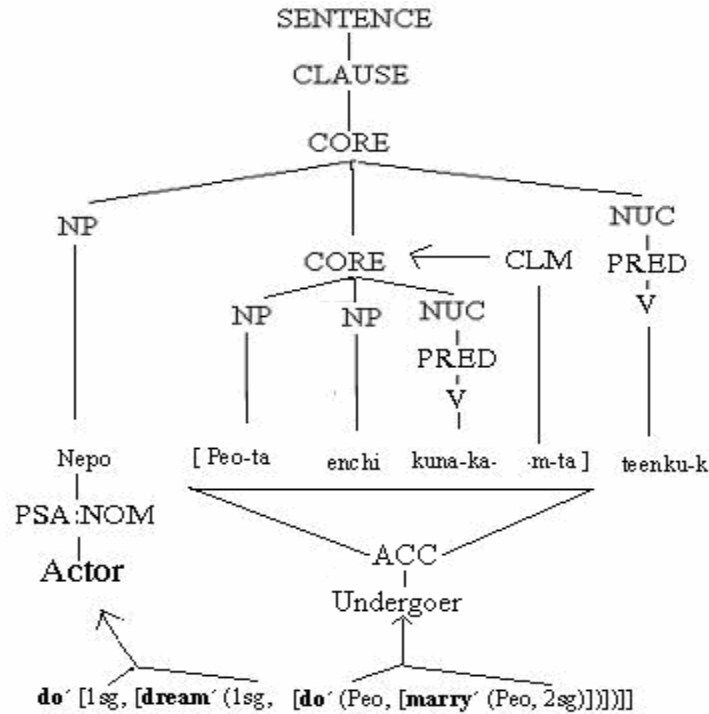 SENTENCE
CLAUSE
CORE
NP NUC
CORE CLM PRED
V
NP NP NUC
PRED
V
Nepo [ Peo-ta enchi kuna-ka- -m-ta ] teenku-k
PSA:NOM
ACC
Actor
Undergoer
do´ [1sg, [dream´ (1sg, [do´ (Peo, [marry´ (Peo, 2sg)])])]]